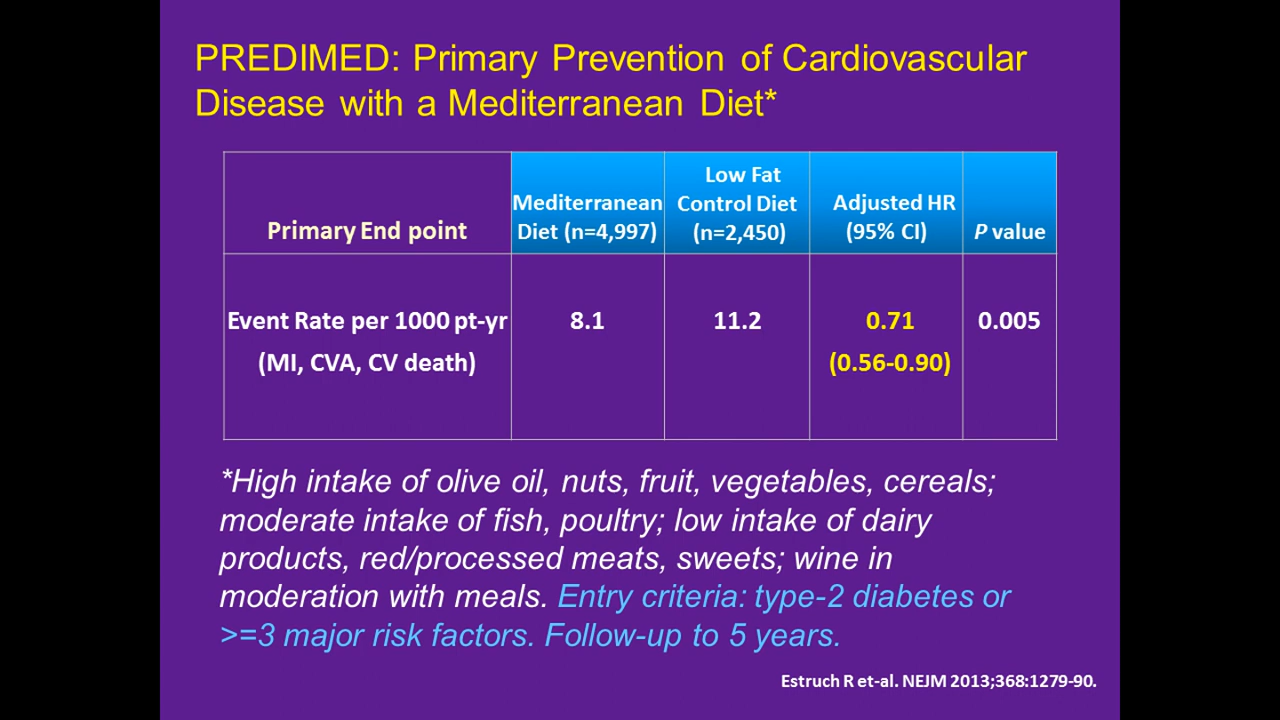 PREDIMED: Primary Prevention of Cardiovascular
Disease with a Mediterranean Diet*
Primary End point
Mediterranean
Diet (n=4,997)
Low Fat
Control Diet
(n=2,450)
Adjusted HR
(95% CI)
P value
Event Rate per 1000 pt-yr
(MI, CVA, CV death)
8.1
11.2
0.71
(0.56-0.90)
0.005
*High intake of olive oil, nuts, fruit, vegetables, cereals;
moderate intake of fish, poultry; low intake of dairy
products, red/processed meats, sweets; wine in
moderation with meals. Entry criteria: type-2 diabetes or
>=3 major risk factors. Follow-up to 5 years.
Estruch R et-al. NEJM 2013;368:1279-90.